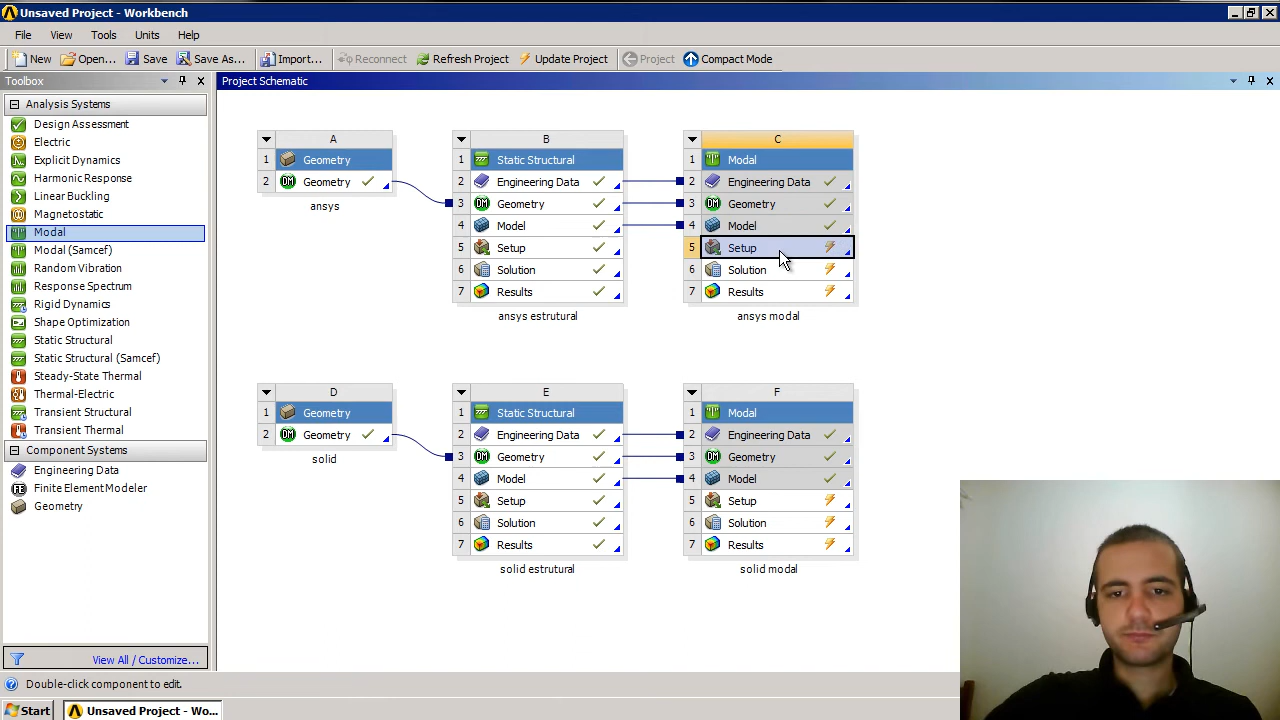 Unsaved Project - Workbench
File View Tools Units Help
New Open... Save Save As... Import... Reconnect Refresh Project Update Project Project Compact Mode
Toolbox
Project Schematic
Analysis Systems
Design Assessment
Electric
Explicit Dynamics
Harmonic Response
Linear Buckling
Magnetostatic
Modal
Modal (Samcef)
Random Vibration
Response Spectrum
Rigid Dynamics
Shape Optimization
Static Structural
Static Structural (Samcef)
Steady-State Thermal
Thermal-Electric
Transient Structural
Transient Thermal
Component Systems
Engineering Data
Finite Element Modeler
Geometry
View All / Customize...
A
1 Geometry
2 DM Geometry
ansys
B
1 Static Structural
2 Engineering Data
3 DM Geometry
4 Model
5 Setup
6 Solution
7 Results
ansys estrutural
C
1 Modal
2 Engineering Data
3 DM Geometry
4 Model
5 Setup
6 Solution
7 Results
ansys modal
D
1 Geometry
2 DM Geometry
solid
E
1 Static Structural
2 Engineering Data
3 DM Geometry
4 Model
5 Setup
6 Solution
7 Results
solid estrutural
F
1 Modal
2 Engineering Data
3 DM Geometry
4 Model
5 Setup
6 Solution
7 Results
solid modal
Double-click component to edit.
Start Unsaved Project - Wo...